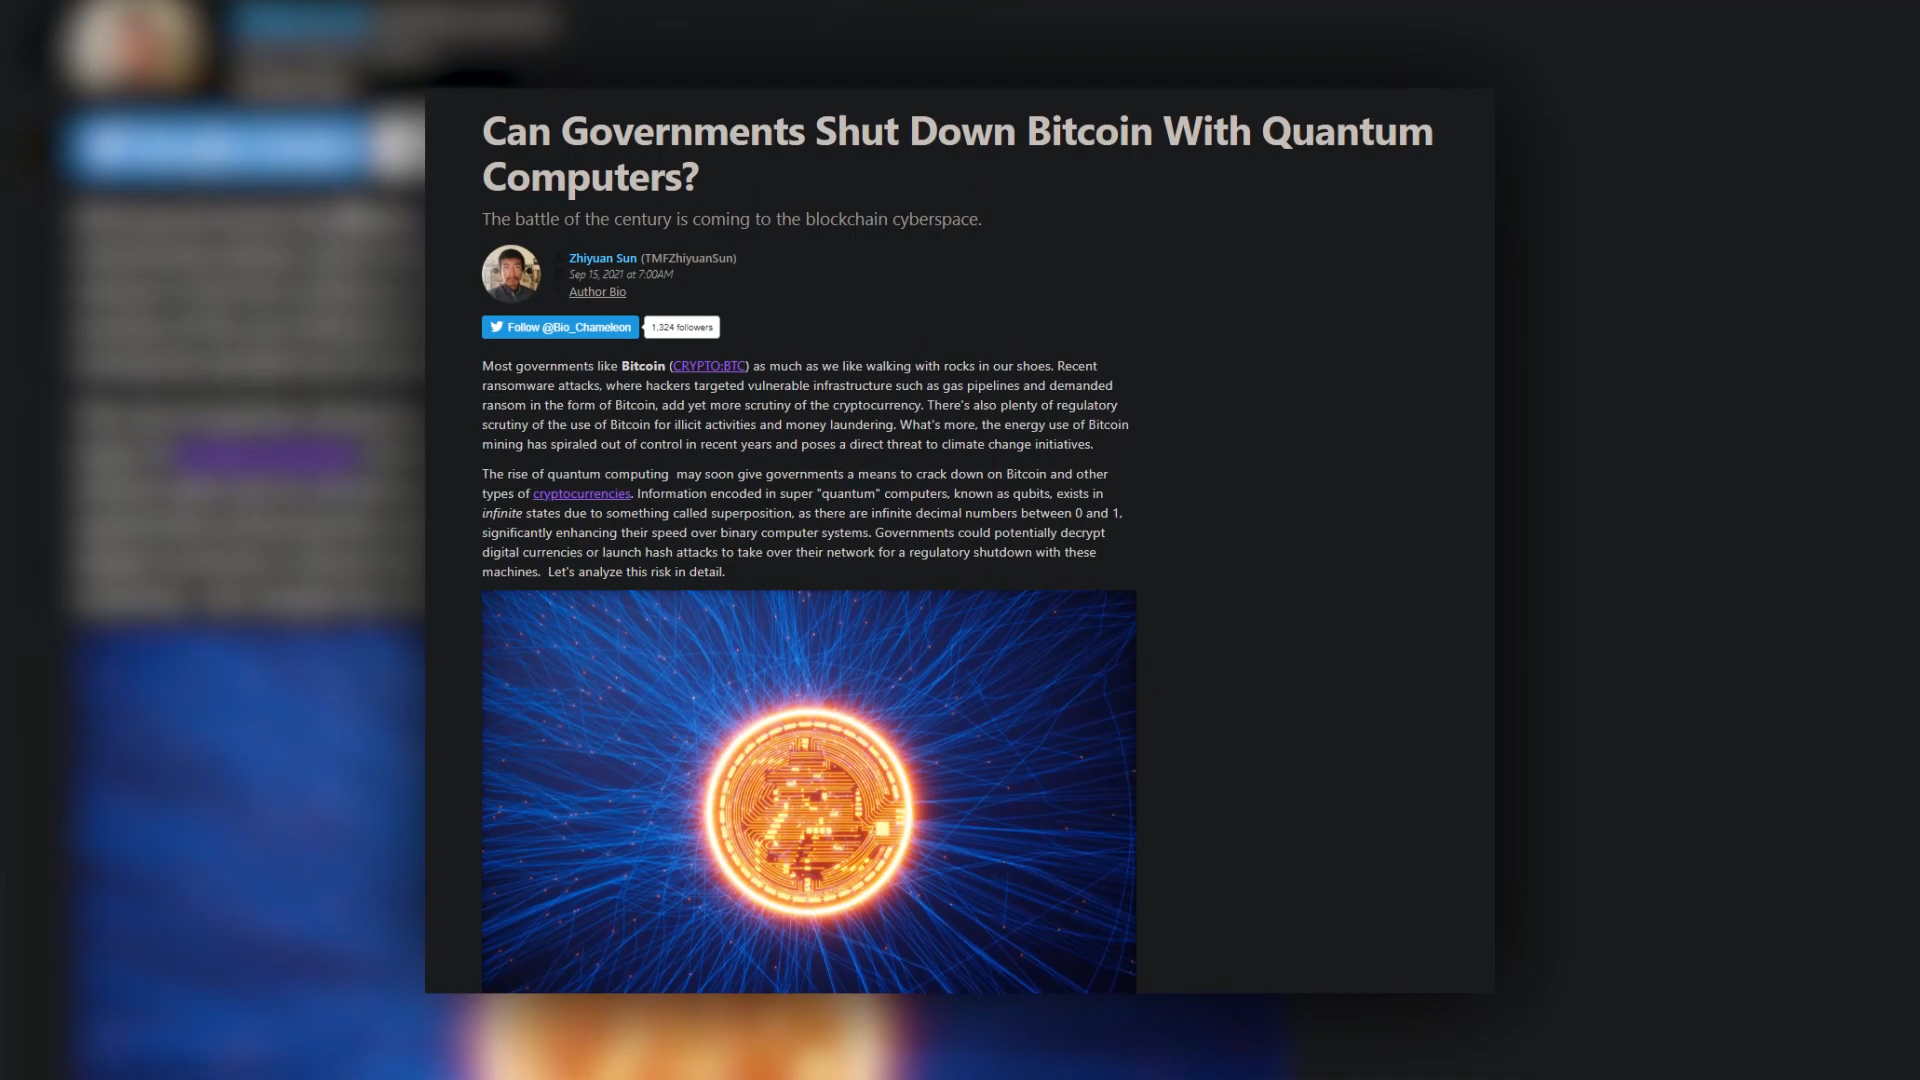 Can Governments Shut Down Bitcoin With Quantum
Computers?
The battle of the century is coming to the blockchain cyberspace.
Zhiyuan Sun (TMFZhiyuanSun)
Sep 15, 2021 at 7:00AM
Author Bio
Follow @Bio_Chameleon 1,324 followers
Most governments like Bitcoin (CRYPTO:BTC) as much as we like walking with rocks in our shoes. Recent
ransomware attacks, where hackers targeted vulnerable infrastructure such as gas pipelines and demanded
ransom in the form of Bitcoin, add yet more scrutiny of the cryptocurrency. There's also plenty of regulatory
scrutiny of the use of Bitcoin for illicit activities and money laundering. What's more, the energy use of Bitcoin
mining has spiraled out of control in recent years and poses a direct threat to climate change initiatives.
The rise of quantum computing  may soon give governments a means to crack down on Bitcoin and other
types of cryptocurrencies. Information encoded in super "quantum" computers, known as qubits, exists in
infinite states due to something called superposition, as there are infinite decimal numbers between 0 and 1,
significantly enhancing their speed over binary computer systems. Governments could potentially decrypt
digital currencies or launch hash attacks to take over their network for a regulatory shutdown with these
machines.  Let's analyze this risk in detail.